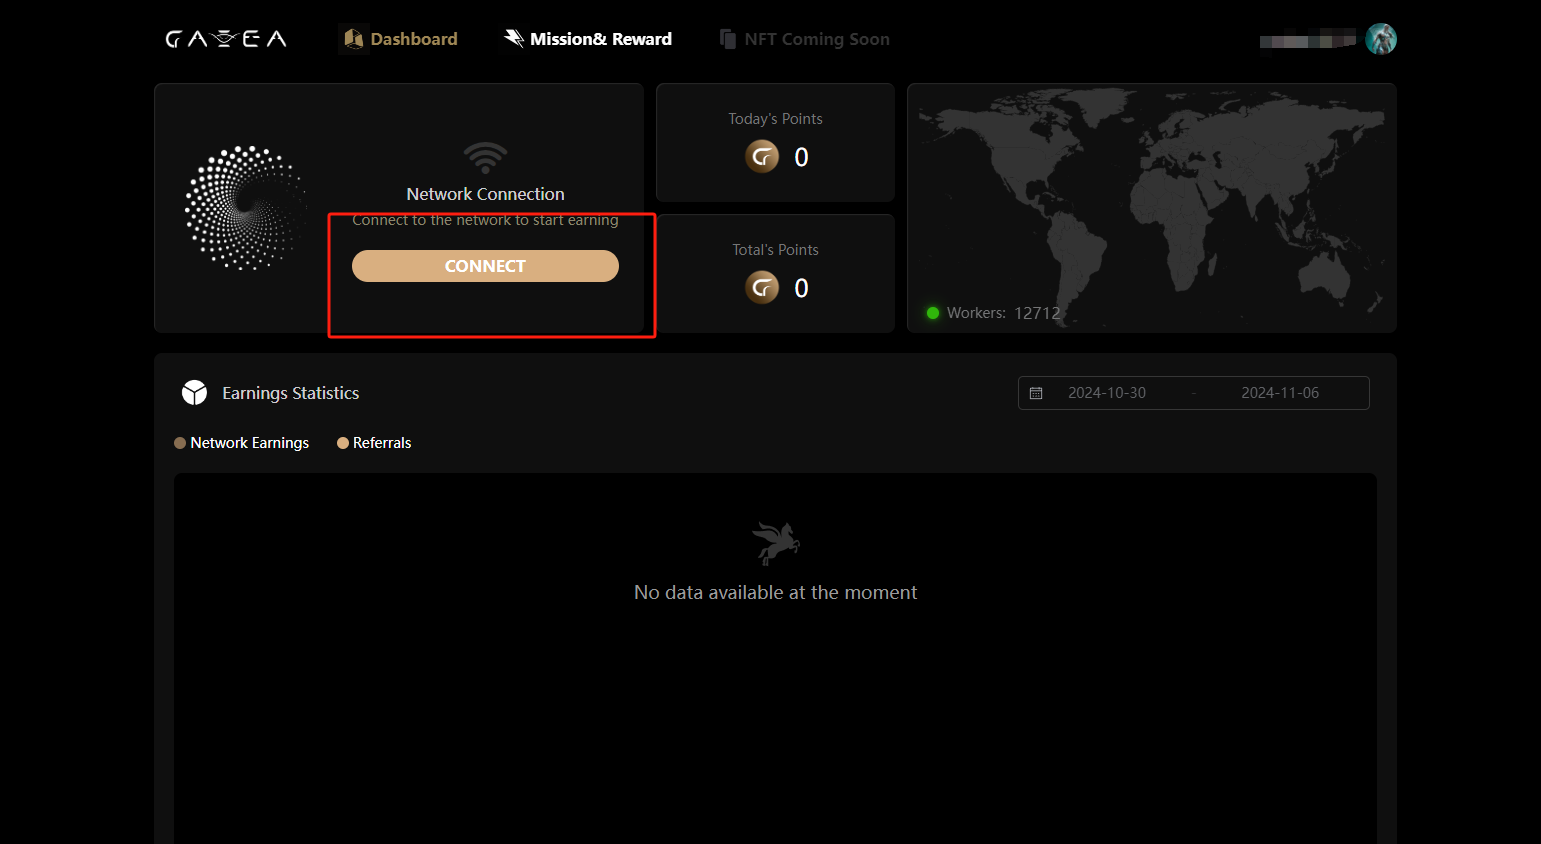 GAEA
Dashboard
Mission& Reward
NFT Coming Soon
Network Connection
Connect to the network to start earning
CONNECT
Today's Points
0
Total's Points
0
Workers: 12712
Earnings Statistics
2024-10-30 - 2024-11-06
Network Earnings
Referrals
No data available at the moment